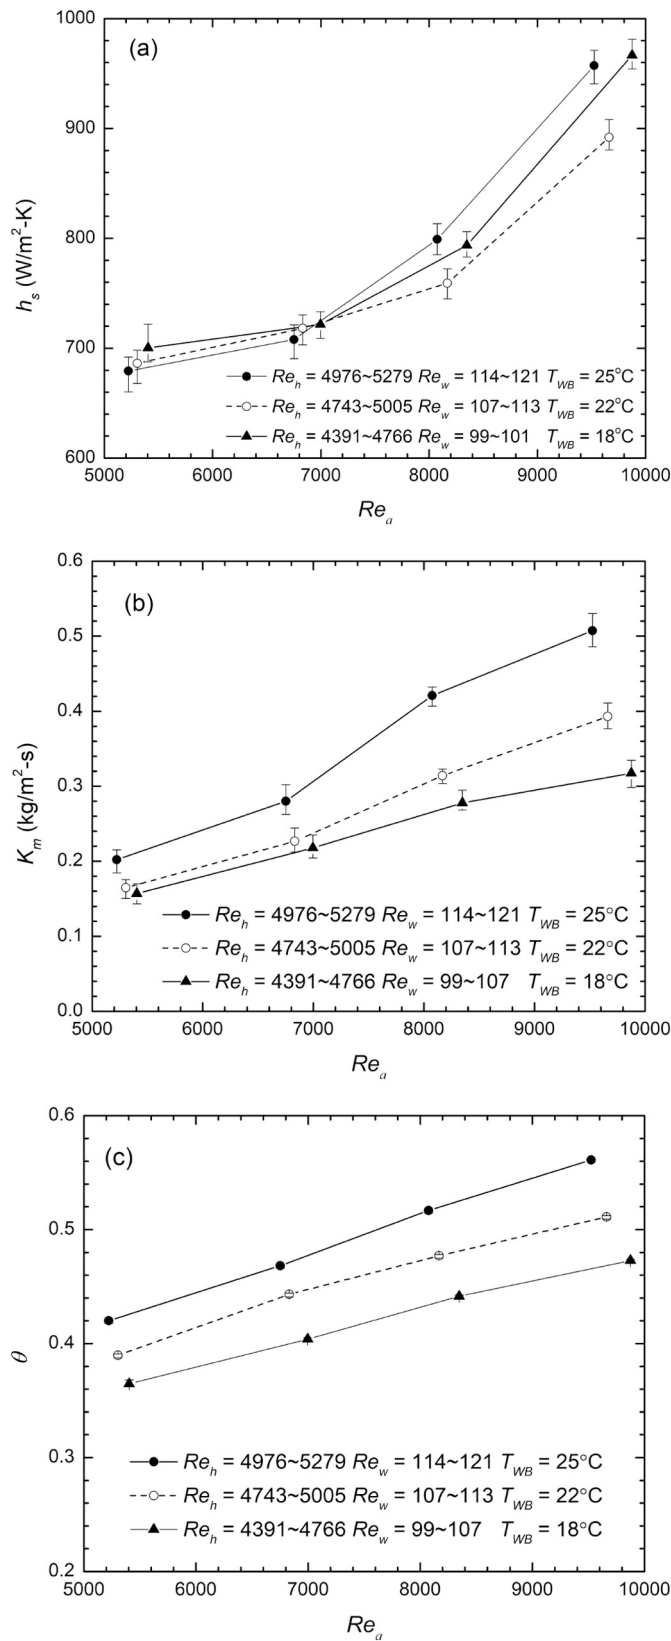 (a)
1000
900
800
700
600
h_s (W/m²-K)
Re_h = 4976~5279 Re_w = 114~121 T_WB = 25°C
Re_h = 4743~5005 Re_w = 107~113 T_WB = 22°C
Re_h = 4391~4766 Re_w = 99~101 T_WB = 18°C
5000 6000 7000 8000 9000 10000
Re_a
(b)
0.6
0.5
0.4
0.3
0.2
0.1
0.0
K_m (kg/m²-s)
Re_h = 4976~5279 Re_w = 114~121 T_WB = 25°C
Re_h = 4743~5005 Re_w = 107~113 T_WB = 22°C
Re_h = 4391~4766 Re_w = 99~107 T_WB = 18°C
5000 6000 7000 8000 9000 10000
Re_a
(c)
0.6
0.5
0.4
0.3
0.2
θ
Re_h = 4976~5279 Re_w = 114~121 T_WB = 25°C
Re_h = 4743~5005 Re_w = 107~113 T_WB = 22°C
Re_h = 4391~4766 Re_w = 99~107 T_WB = 18°C
5000 6000 7000 8000 9000 10000
Re_a